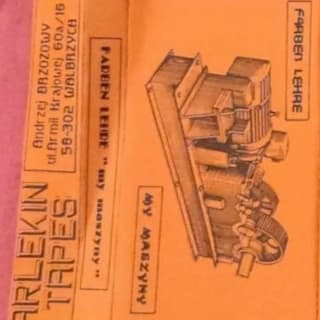 ARLEKIN
TAPES
Andrzej BRZOZOWY
ul.Armii Krajowej 60a/16
58-302 WAŁBRZYCH
FARBEN LEHRE "my maszyny"
FARBEN LEHRE
MY MASZYNY